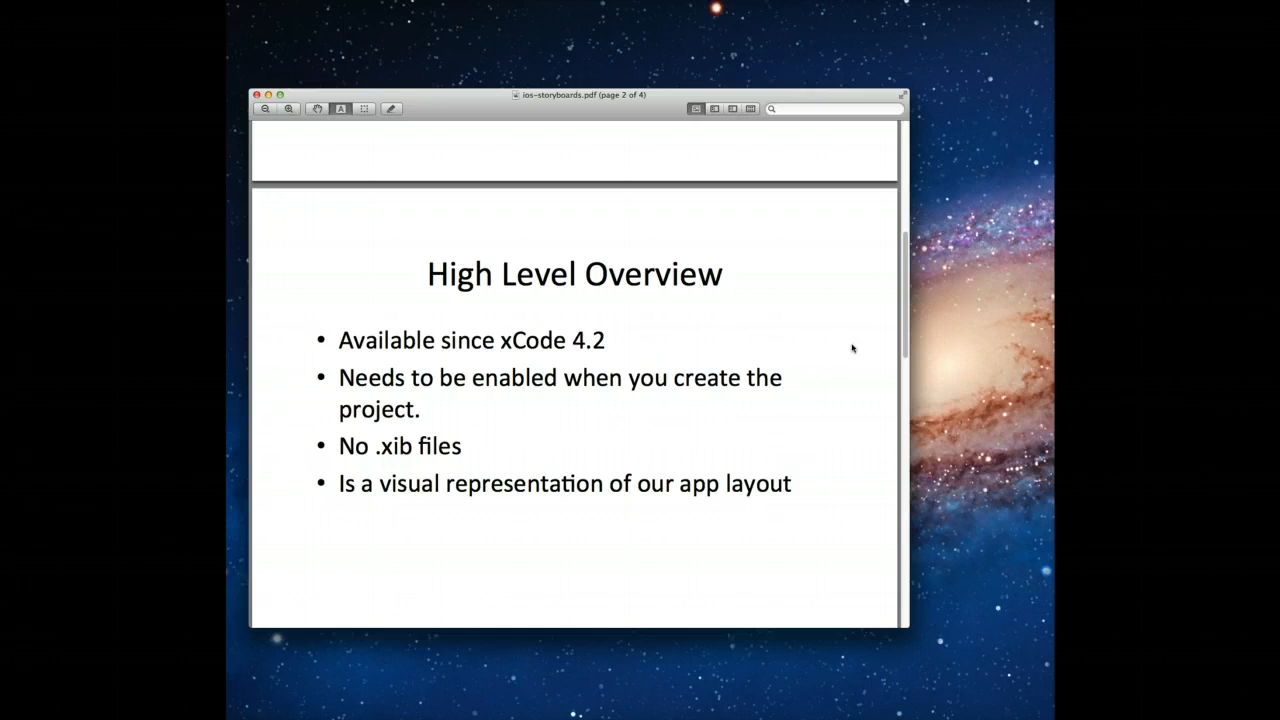 ios-storyboards.pdf (page 2 of 4)
A
High Level Overview
• Available since xCode 4.2
• Needs to be enabled when you create the
project.
• No .xib files
• Is a visual representation of our app layout